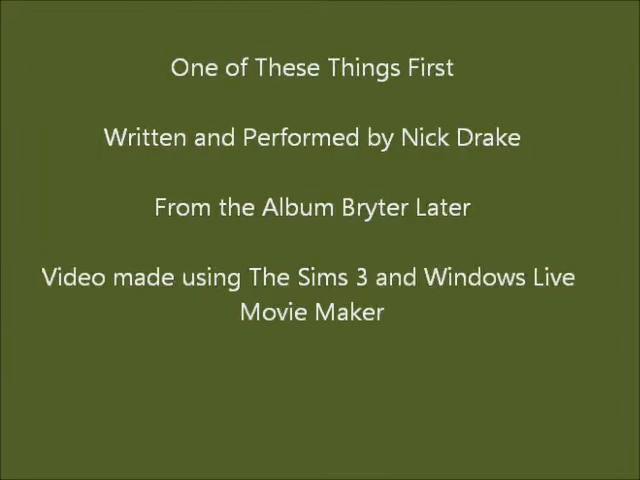 One of These Things First
Written and Performed by Nick Drake
From the Album Bryter Later
Video made using The Sims 3 and Windows Live
Movie Maker